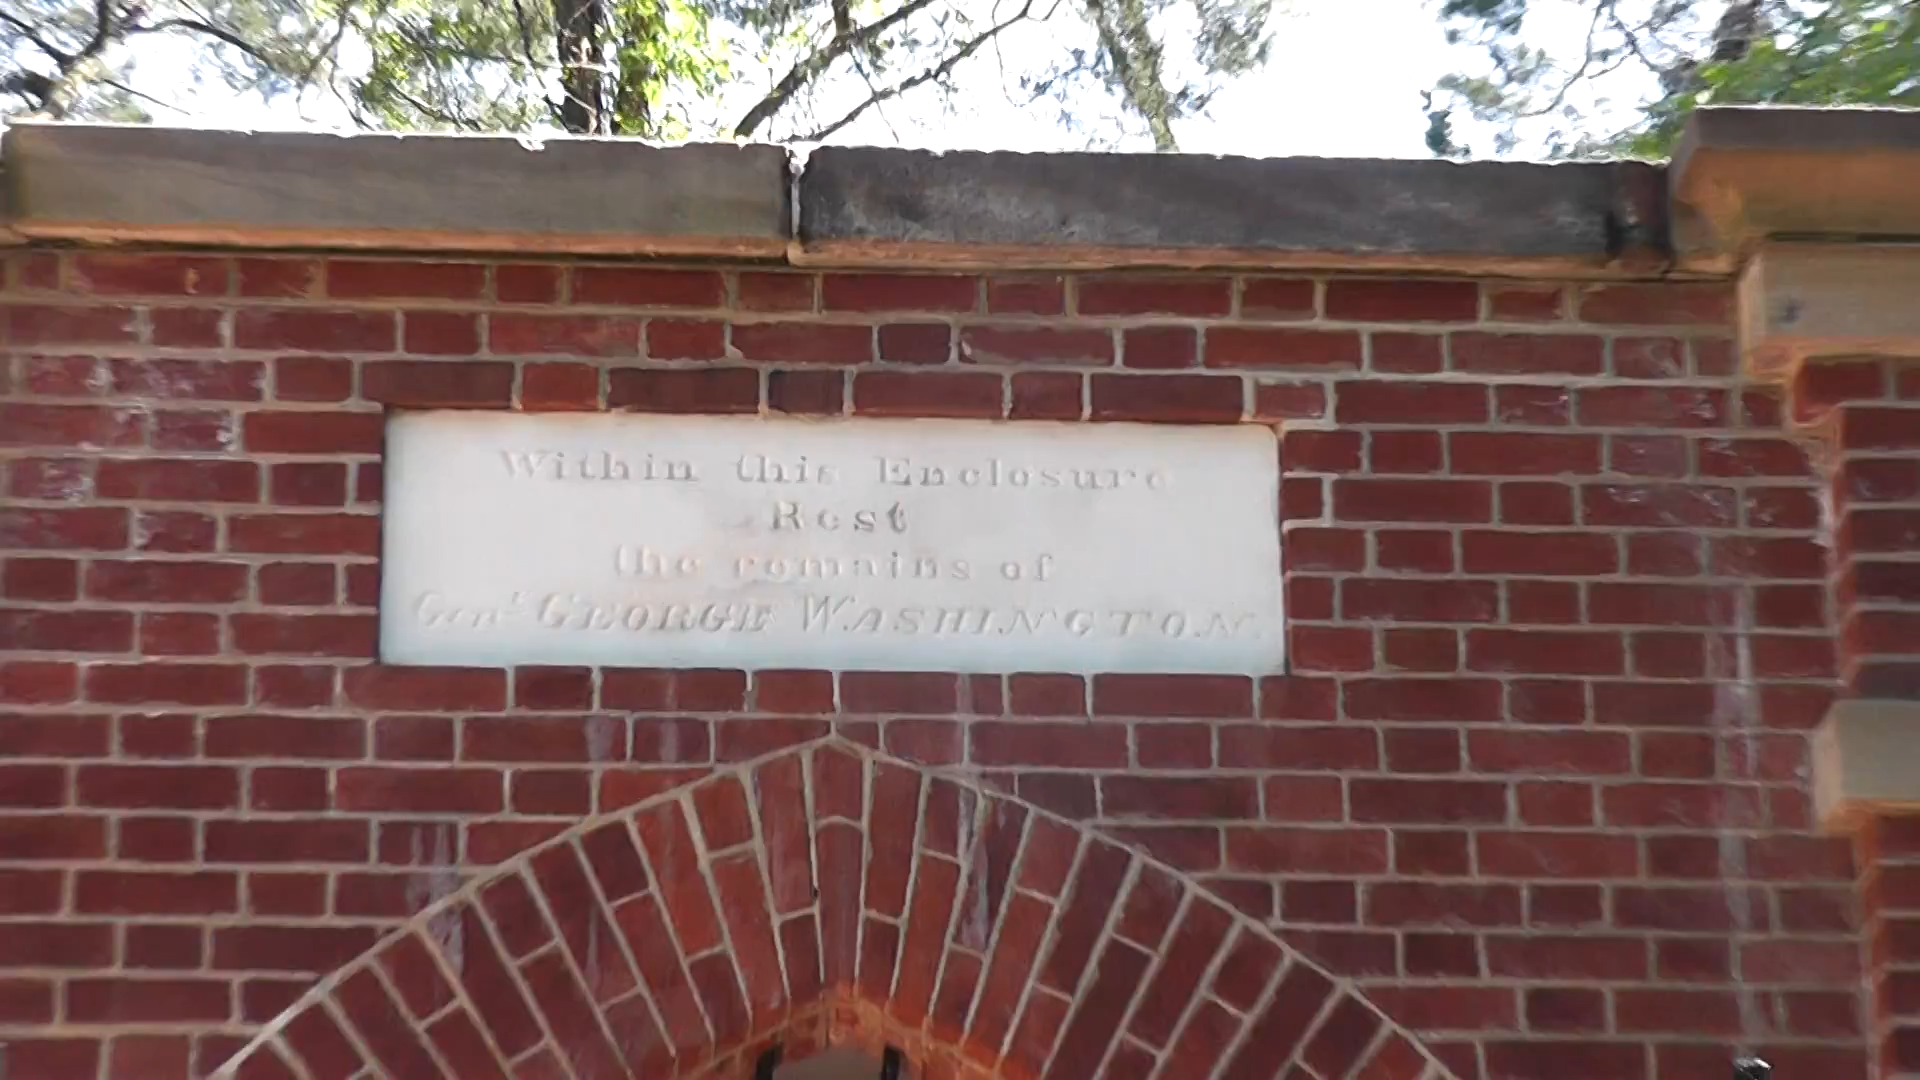 Within this Enclosure
Rest
the remains of
Genˡ GEORGE WASHINGTON.